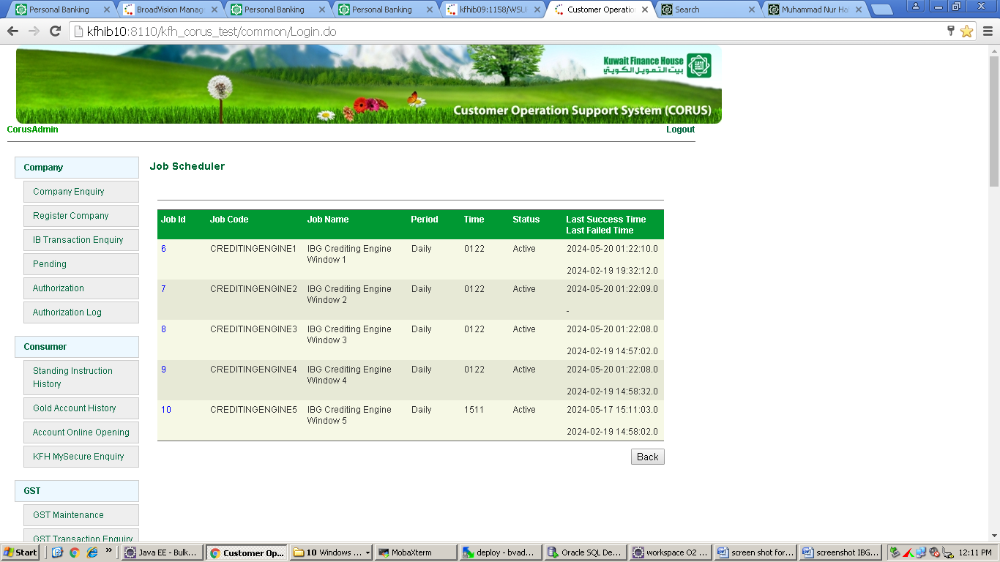 Personal Banking
BroadVision Manag
Personal Banking
Personal Banking
kfhib09:1158/WSU
Customer Operatio
Search
Muhammad Nur Ha
kfhib10:8110/kfh_corus_test/common/Login.do
Kuwait Finance House
بيت التمويل الكويتي
Customer Operation Support System (CORUS)
CorusAdmin
Logout
Company
Company Enquiry
Register Company
IB Transaction Enquiry
Pending
Authorization
Authorization Log
Consumer
Standing Instruction
History
Gold Account History
Account Online Opening
KFH MySecure Enquiry
GST
GST Maintenance
GST Transaction Enquiry
Job Scheduler
Job Id Job Code Job Name Period Time Status Last Success Time
Last Failed Time
6 CREDITINGENGINE1 IBG Crediting Engine Daily 0122 Active 2024-05-20 01:22:10.0
Window 1
2024-02-19 19:32:12.0
7 CREDITINGENGINE2 IBG Crediting Engine Daily 0122 Active 2024-05-20 01:22:09.0
Window 2
-
8 CREDITINGENGINE3 IBG Crediting Engine Daily 0122 Active 2024-05-20 01:22:08.0
Window 3
2024-02-19 14:57:02.0
9 CREDITINGENGINE4 IBG Crediting Engine Daily 0122 Active 2024-05-20 01:22:08.0
Window 4
2024-02-19 14:58:32.0
10 CREDITINGENGINE5 IBG Crediting Engine Daily 1511 Active 2024-05-17 15:11:03.0
Window 5
2024-02-19 14:58:02.0
Back
Start
Java EE - Bulk...
Customer Op...
10 Windows ...
MobaXterm
deploy - bvad...
Oracle SQL De...
workspace O2 ...
screen shot for...
screenshot IBG...
12:11 PM